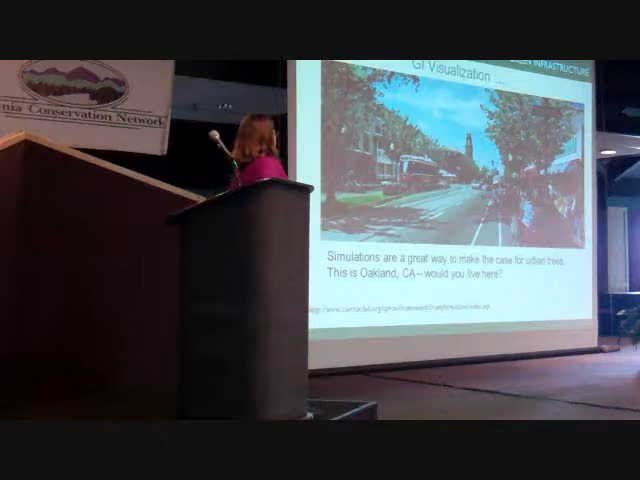 nia Conservation Network
INFRASTRUCTURE
GI Visualization
Simulations are a great way to make the case for urban trees.
This is Oakland, CA – would you live here?